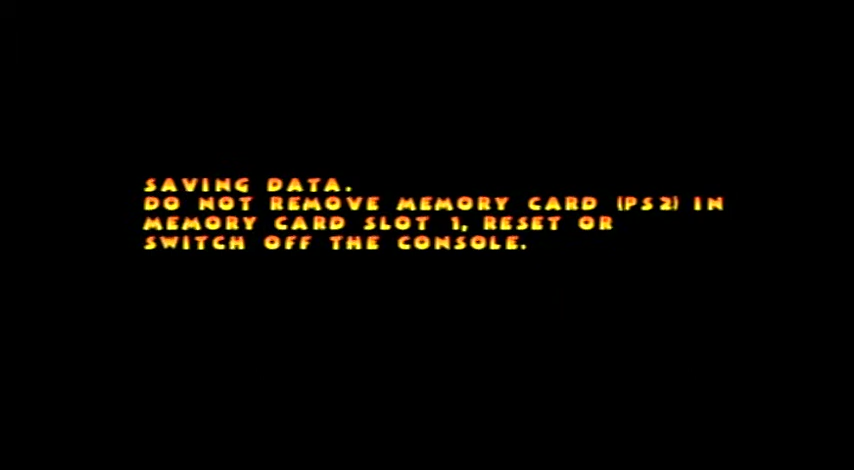 SAVING DATA.
DO NOT REMOVE MEMORY CARD (PS2) IN
MEMORY CARD SLOT 1, RESET OR
SWITCH OFF THE CONSOLE.